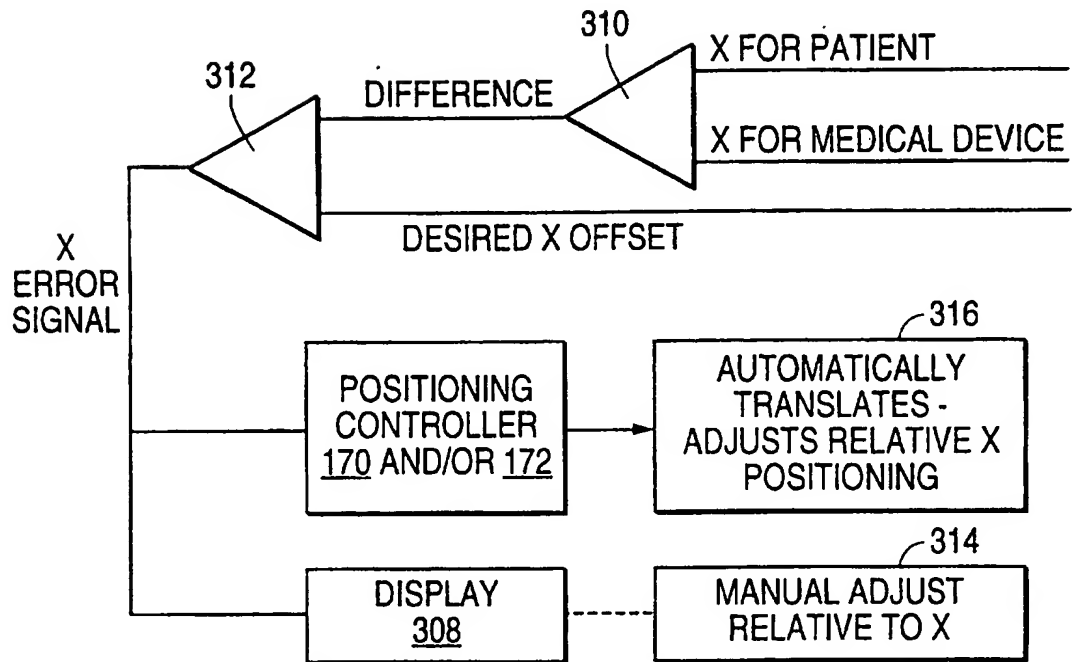 310
X FOR PATIENT
312
DIFFERENCE
X FOR MEDICAL DEVICE
DESIRED X OFFSET
X
ERROR
SIGNAL
316
POSITIONING
CONTROLLER
170 AND/OR 172
AUTOMATICALLY
TRANSLATES -
ADJUSTS RELATIVE X
POSITIONING
314
DISPLAY
308
MANUAL ADJUST
RELATIVE TO X